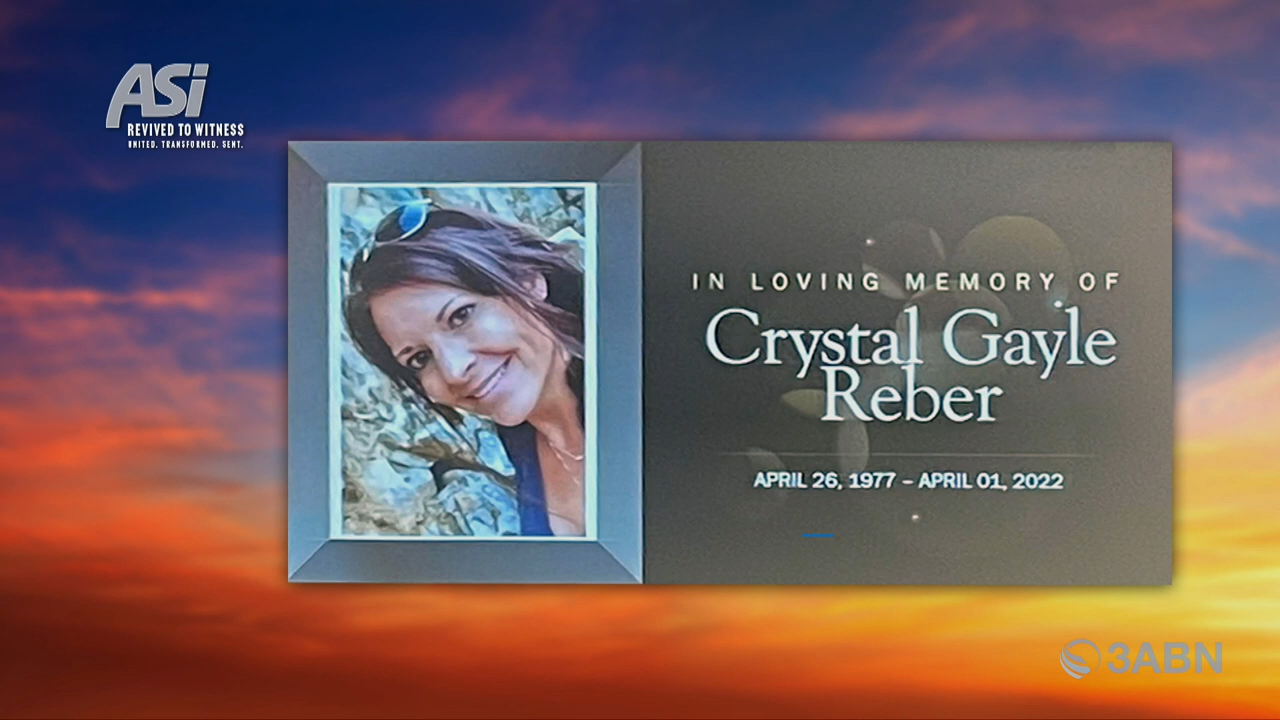 ASi
REVIVED TO WITNESS
UNITED. TRANSFORMED. SENT.
IN LOVING MEMORY OF
Crystal Gayle
Reber
APRIL 26, 1977 – APRIL 01, 2022
3ABN